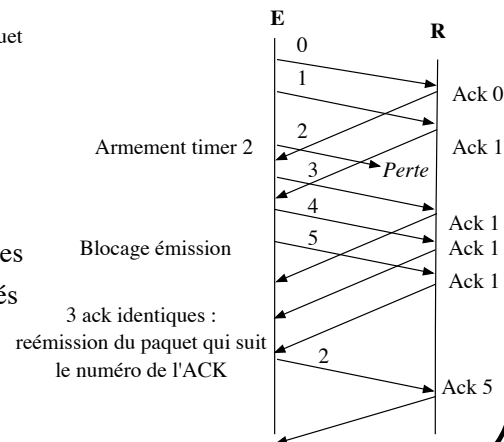 E
R
uet
0
1
Ack 0
Armement timer 2
2
Perte
Ack 1
3
4
Ack 1
es
Blocage émission
5
Ack 1
és
Ack 1
3 ack identiques :
reémission du paquet qui suit
le numéro de l'ACK
2
Ack 5